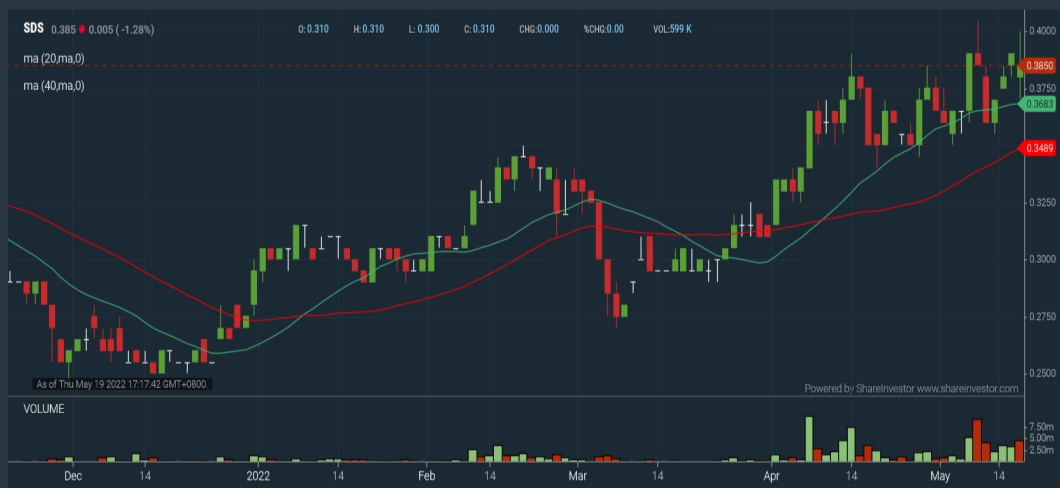 SDS 0.385 0.005 (-1.28%) O: 0.310 H: 0.310 L: 0.300 C: 0.310 CHG:0.000 %CHG:0.00 VOL:599 K
0.4000
ma (20,ma,0)
0.3850
ma (40,ma,0)
0.3750
0.3683
0.3489
0.3250
0.3000
0.2750
0.2500
As of Thu May 19 2022 17:17:42 GMT+0800.
Powered by ShareInvestor www.shareinvestor.com
VOLUME
7.50m
5.00m
2.50m
Dec 14 2022 14 Feb 14 Mar 14 Apr 14 May 14